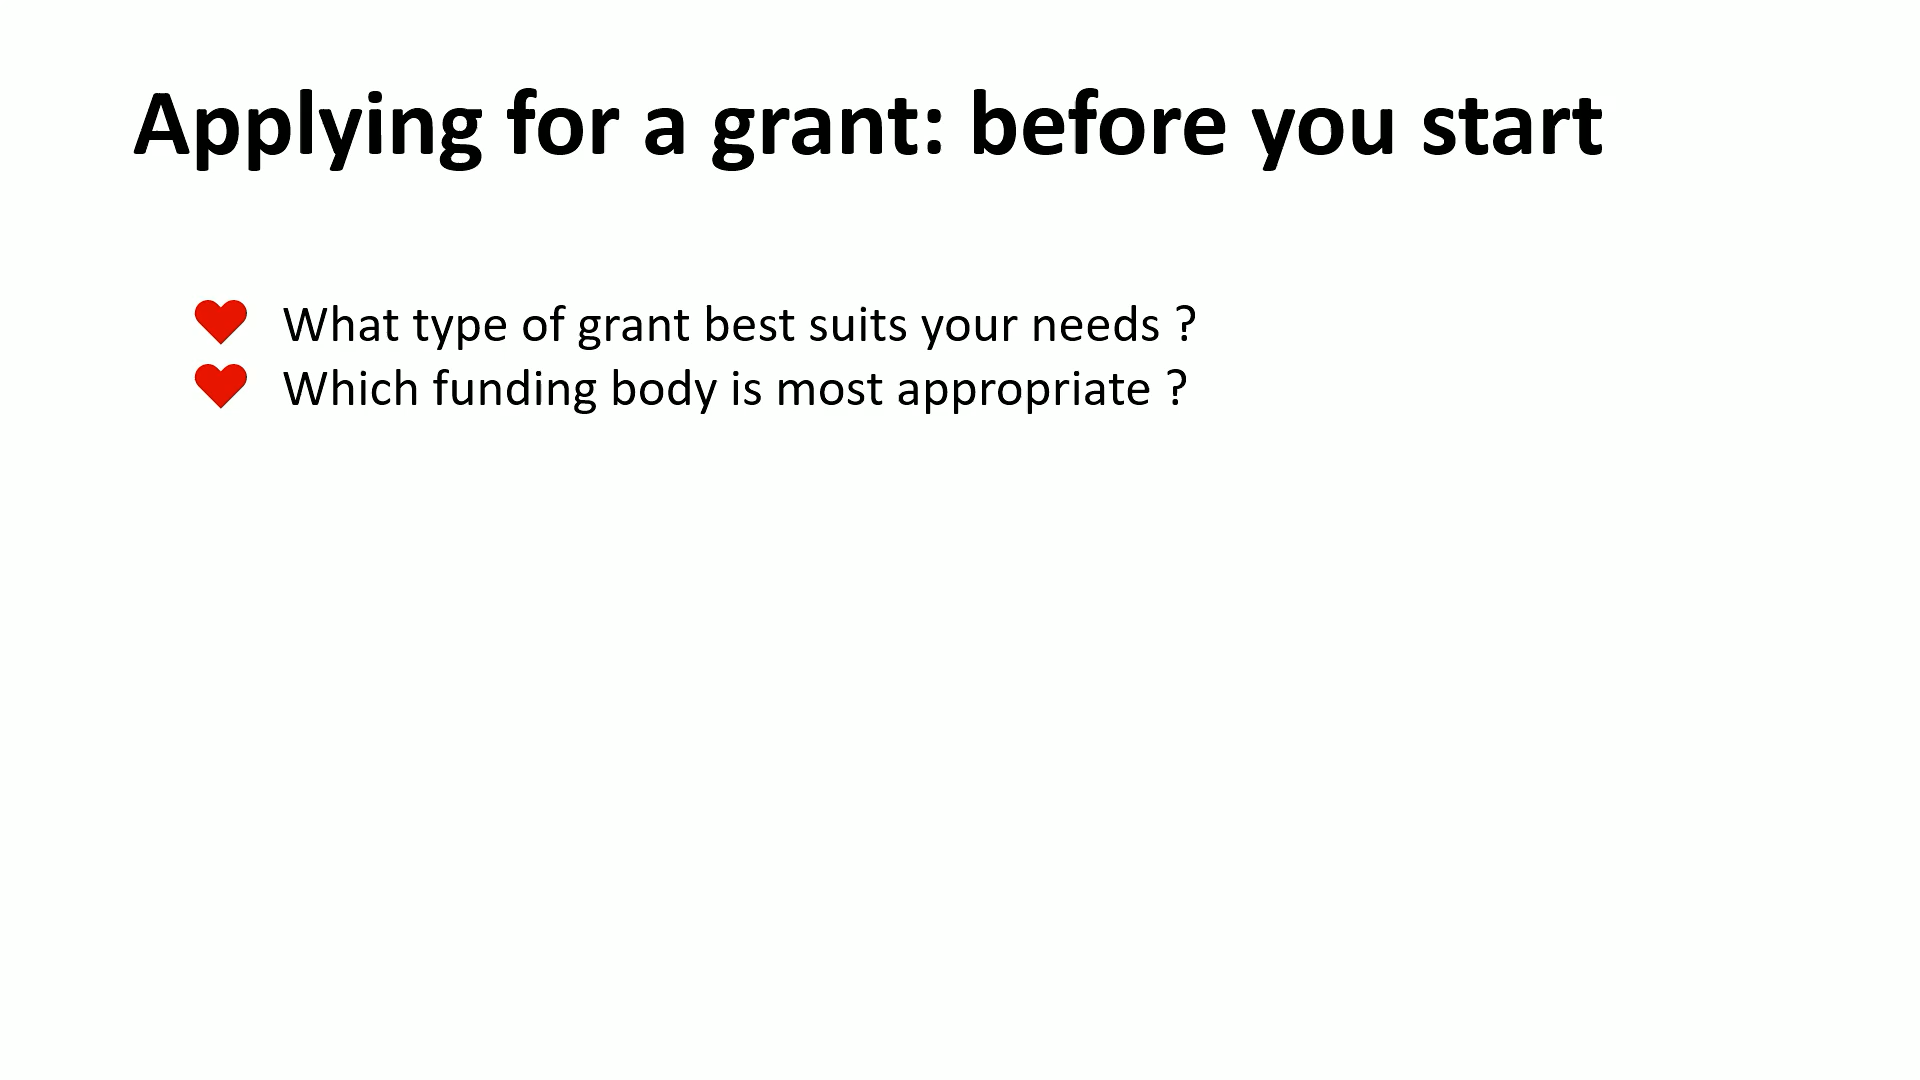 Applying for a grant: before you start
What type of grant best suits your needs ?
Which funding body is most appropriate ?